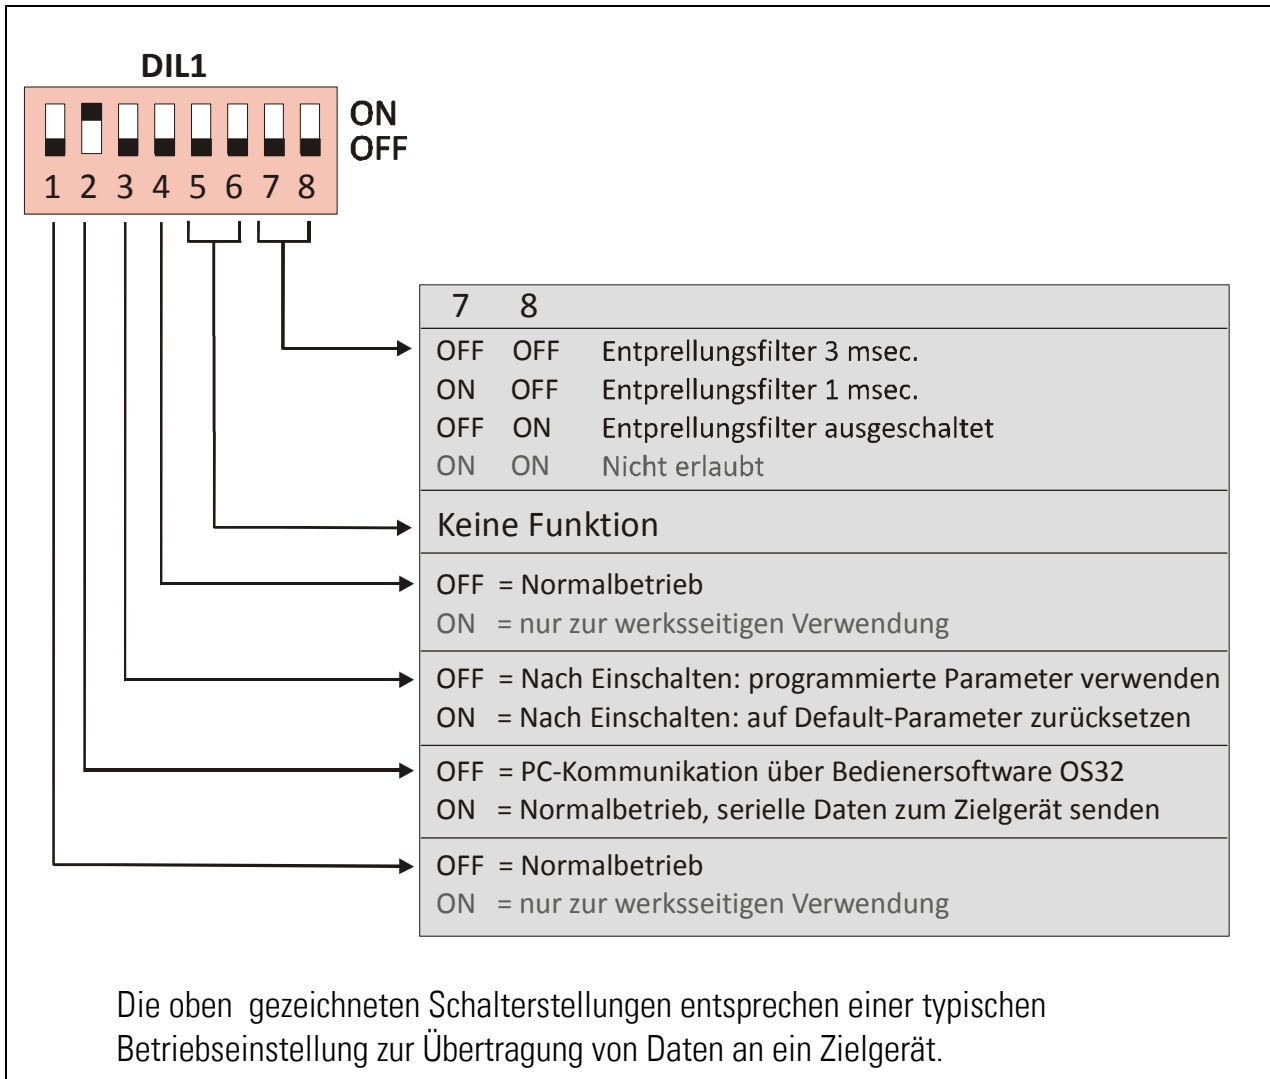 DIL1
ON
OFF
1 2 3 4 5 6 7 8
7 8
OFF OFF Entprellungsfilter 3 msec.
ON OFF Entprellungsfilter 1 msec.
OFF ON Entprellungsfilter ausgeschaltet
ON ON Nicht erlaubt
Keine Funktion
OFF = Normalbetrieb
ON = nur zur werksseitigen Verwendung
OFF = Nach Einschalten: programmierte Parameter verwenden
ON = Nach Einschalten: auf Default-Parameter zurücksetzen
OFF = PC-Kommunikation über Bedienersoftware OS32
ON = Normalbetrieb, serielle Daten zum Zielgerät senden
OFF = Normalbetrieb
ON = nur zur werksseitigen Verwendung
Die oben gezeichneten Schalterstellungen entsprechen einer typischen
Betriebseinstellung zur Übertragung von Daten an ein Zielgerät.